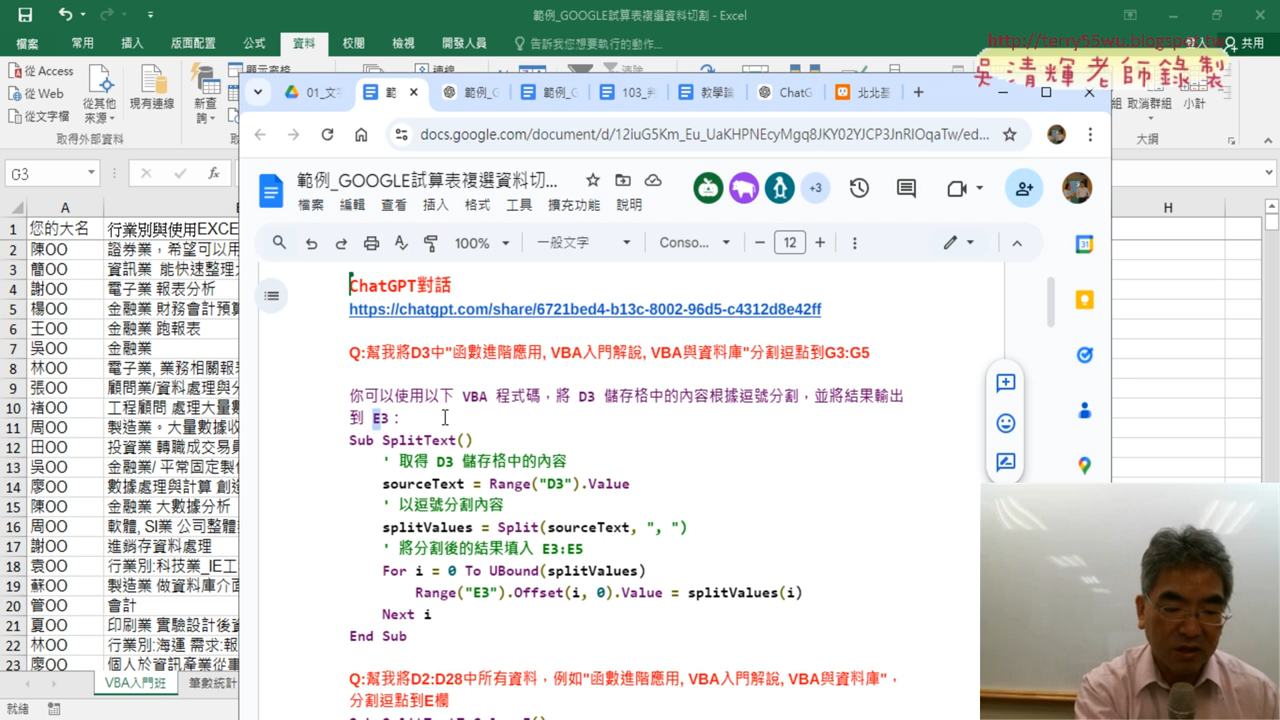 範例_GOOGLE試算表複選資料切割 - Excel
檔案 常用 插入 版面配置 公式 資料 校閱 檢視 開發人員 告訴我您想要執行的動作... 登入 共用
http://terry55wu.blogspot.tw
吳清輝老師錄製
從 Access
從 Web
從文字檔
從其他來源
現有連線
新查詢
顯示窗格
連線
清除
取消群組 小計
取得外部資料
大綱
01_文 範 範例_G 範例_G 103_ 教學論 ChatG 北北基
docs.google.com/document/d/12iuG5Km_Eu_UaKHPNEcyMgq8JKY02YJCP3JnRIOqaTw/ed...
範例_GOOGLE試算表複選資料切...
檔案 編輯 查看 插入 格式 工具 擴充功能 說明
+3
100% 一般文字 Conso... 12
G3
A H
1 您的大名 行業別與使用EXCE
2 陳OO 證券業，希望可以用
3 簡OO 資訊業 能快速整理
4 謝OO 電子業 報表分析
5 楊OO 金融業 財務會計預算
6 王OO 金融業 跑報表
7 吳OO 金融業
8 林OO 電子業, 業務相關報
9 張OO 顧問業/資料處理與分
10 褚OO 工程顧問 處理大量數
11 周OO 製造業。大量數據收
12 田OO 投資業 轉職成交易員
13 吳OO 金融業/ 平常固定製
14 廖OO 數據處理與計算 創造
15 陳OO 金融業 大數據分析
16 周OO 軟體, SI業 公司整體
17 謝OO 進銷存資料處理
18 袁OO 行業別:科技業_IE工
19 蘇OO 製造業 做資料庫介面
20 管OO 會計
21 夏OO 印刷業 實驗設計後資
22 林OO 行業別:海運 需求:報
23 廖OO 個人於資訊產業從事
VBA入門班 筆數統計
就緒
ChatGPT對話
https://chatgpt.com/share/6721bed4-b13c-8002-96d5-c4312d8e42ff
Q:幫我將D3中"函數進階應用, VBA入門解說, VBA與資料庫"分割逗點到G3:G5
你可以使用以下 VBA 程式碼，將 D3 儲存格中的內容根據逗號分割，並將結果輸出
到 E3：
Sub SplitText()
' 取得 D3 儲存格中的內容
sourceText = Range("D3").Value
' 以逗號分割內容
splitValues = Split(sourceText, ", ")
' 將分割後的結果填入 E3:E5
For i = 0 To UBound(splitValues)
Range("E3").Offset(i, 0).Value = splitValues(i)
Next i
End Sub
Q:幫我將D2:D28中所有資料，例如"函數進階應用, VBA入門解說, VBA與資料庫"，
分割逗點到E欄